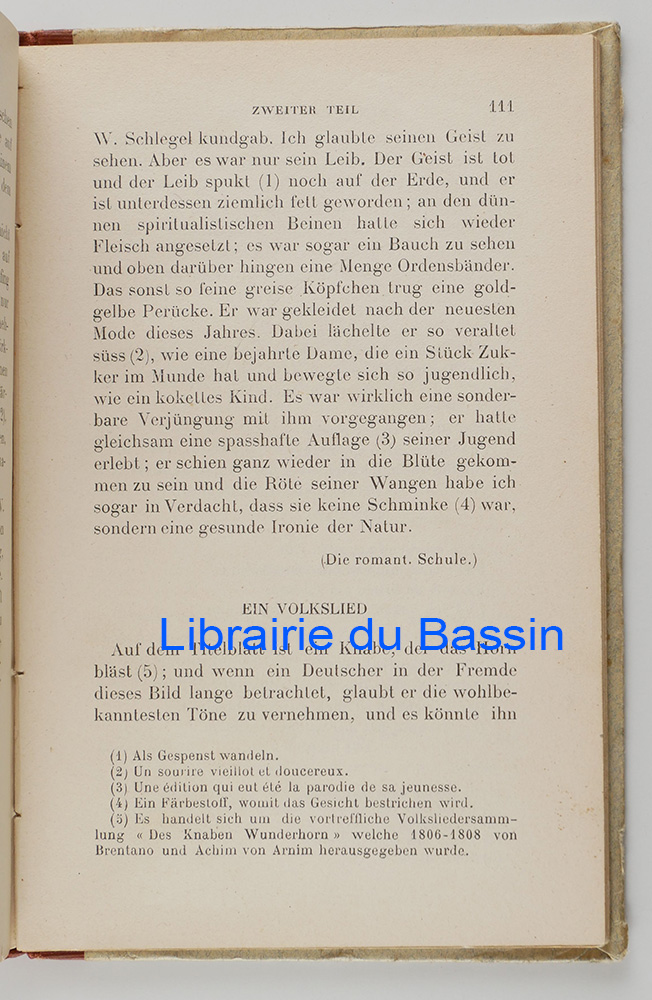 ZWEITER TEIL 111
W. Schlegel kundgab. Ich glaubte seinen Geist zu
sehen. Aber es war nur sein Leib. Der Geist ist tot
und der Leib spukt (1) noch auf der Erde, und er
ist unterdessen ziemlich fett geworden; an den dün-
nen spiritualistischen Beinen hatte sich wieder
Fleisch angesetzt; es war sogar ein Bauch zu sehen
und oben darüber hingen eine Menge Ordensbänder.
Das sonst so feine greise Köpfchen trug eine gold-
gelbe Perücke. Er war gekleidet nach der neuesten
Mode dieses Jahres. Dabei lächelte er so veraltet
süss (2), wie eine bejahrte Dame, die ein Stück Zuk-
ker im Munde hat und bewegte sich so jugendlich,
wie ein kokettes Kind. Es war wirklich eine sonder-
bare Verjüngung mit ihm vorgegangen; er hatte
gleichsam eine spasshafte Auflage (3) seiner Jugend
erlebt; er schien ganz wieder in die Blüte gekom-
men zu sein und die Röte seiner Wangen habe ich
sogar in Verdacht, dass sie keine Schminke (4) war,
sondern eine gesunde Ironie der Natur.
(Die romant. Schule.)
EIN VOLKSLIED
Librairie du Bassin
Auf dem Titelblatt ist ein Knabe, der das Horn
bläst (5); und wenn ein Deutscher in der Fremde
dieses Bild lange betrachtet, glaubt er die wohlbe-
kanntesten Töne zu vernehmen, und es könnte ihn
(1) Als Gespenst wandeln.
(2) Un sourire vieillot et doucereux.
(3) Une édition qui eut été la parodie de sa jeunesse.
(4) Ein Färbestoff, womit das Gesicht bestrichen wird.
(5) Es handelt sich um die vortreffliche Volksliedersamm-
lung « Des Knaben Wunderhorn » welche 1806-1808 von
Brentano und Achim von Arnim herausgegeben wurde.